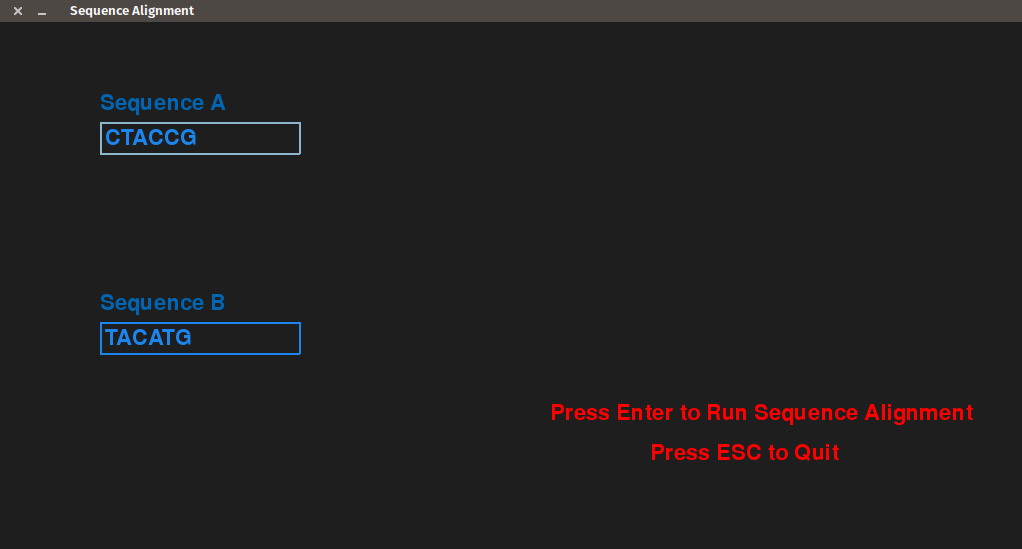 Sequence Alignment
Sequence A
CTACCG
Sequence B
TACATG
Press Enter to Run Sequence Alignment
Press ESC to Quit